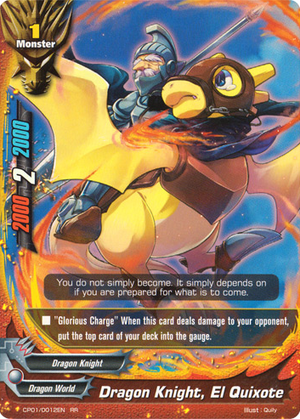 1
Monster
2000 2 2000
You do not simply become. It simply depends on
if you are prepared for what is to come.
■ "Glorious Charge" When this card deals damage to your opponent,
put the top card of your deck into the gauge.
Dragon Knight
Dragon World
Dragon Knight, El Quixote
CP01/0012EN RR
Illust : Quily